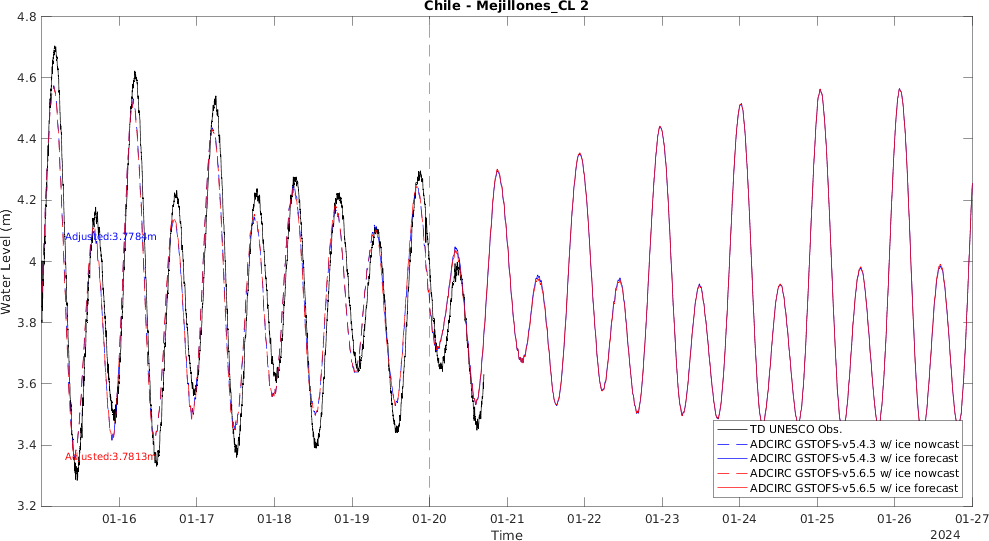 Chile - Mejillones_CL 2
4.8
4.6
4.4
4.2
4
3.8
3.6
3.4
3.2
Water Level (m)
Adjusted:3.7784m
Adjusted:3.7813m
TD UNESCO Obs.
ADCIRC GSTOFS-v5.4.3 w/ ice nowcast
ADCIRC GSTOFS-v5.4.3 w/ ice forecast
ADCIRC GSTOFS-v5.6.5 w/ ice nowcast
ADCIRC GSTOFS-v5.6.5 w/ ice forecast
01-16 01-17 01-18 01-19 01-20 01-21 01-22 01-23 01-24 01-25 01-26 01-27
Time
2024